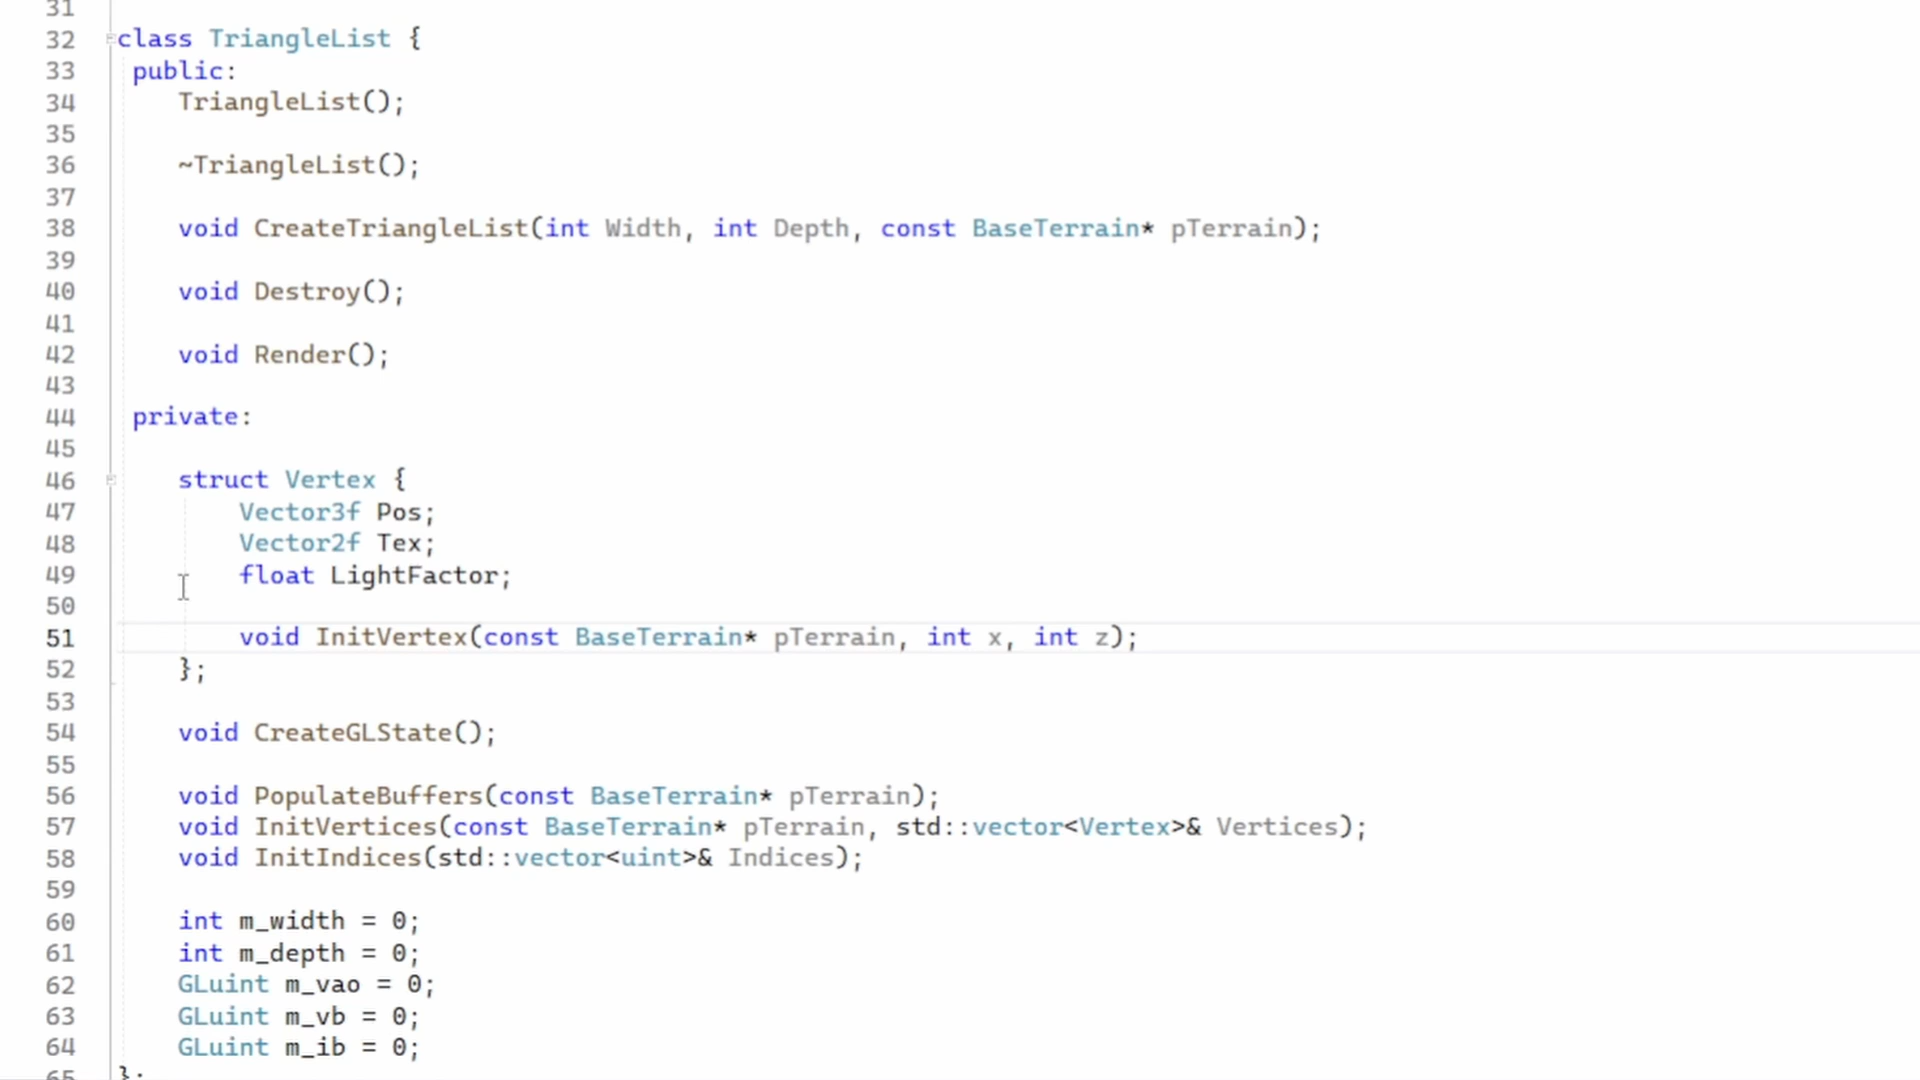 31
32 class TriangleList {
33 public:
34 TriangleList();
35
36 ~TriangleList();
37
38 void CreateTriangleList(int Width, int Depth, const BaseTerrain* pTerrain);
39
40 void Destroy();
41
42 void Render();
43
44 private:
45
46 struct Vertex {
47 Vector3f Pos;
48 Vector2f Tex;
49 float LightFactor;
50
51 void InitVertex(const BaseTerrain* pTerrain, int x, int z);
52 };
53
54 void CreateGLState();
55
56 void PopulateBuffers(const BaseTerrain* pTerrain);
57 void InitVertices(const BaseTerrain* pTerrain, std::vector<Vertex>& Vertices);
58 void InitIndices(std::vector<uint>& Indices);
59
60 int m_width = 0;
61 int m_depth = 0;
62 GLuint m_vao = 0;
63 GLuint m_vb = 0;
64 GLuint m_ib = 0;
65 };